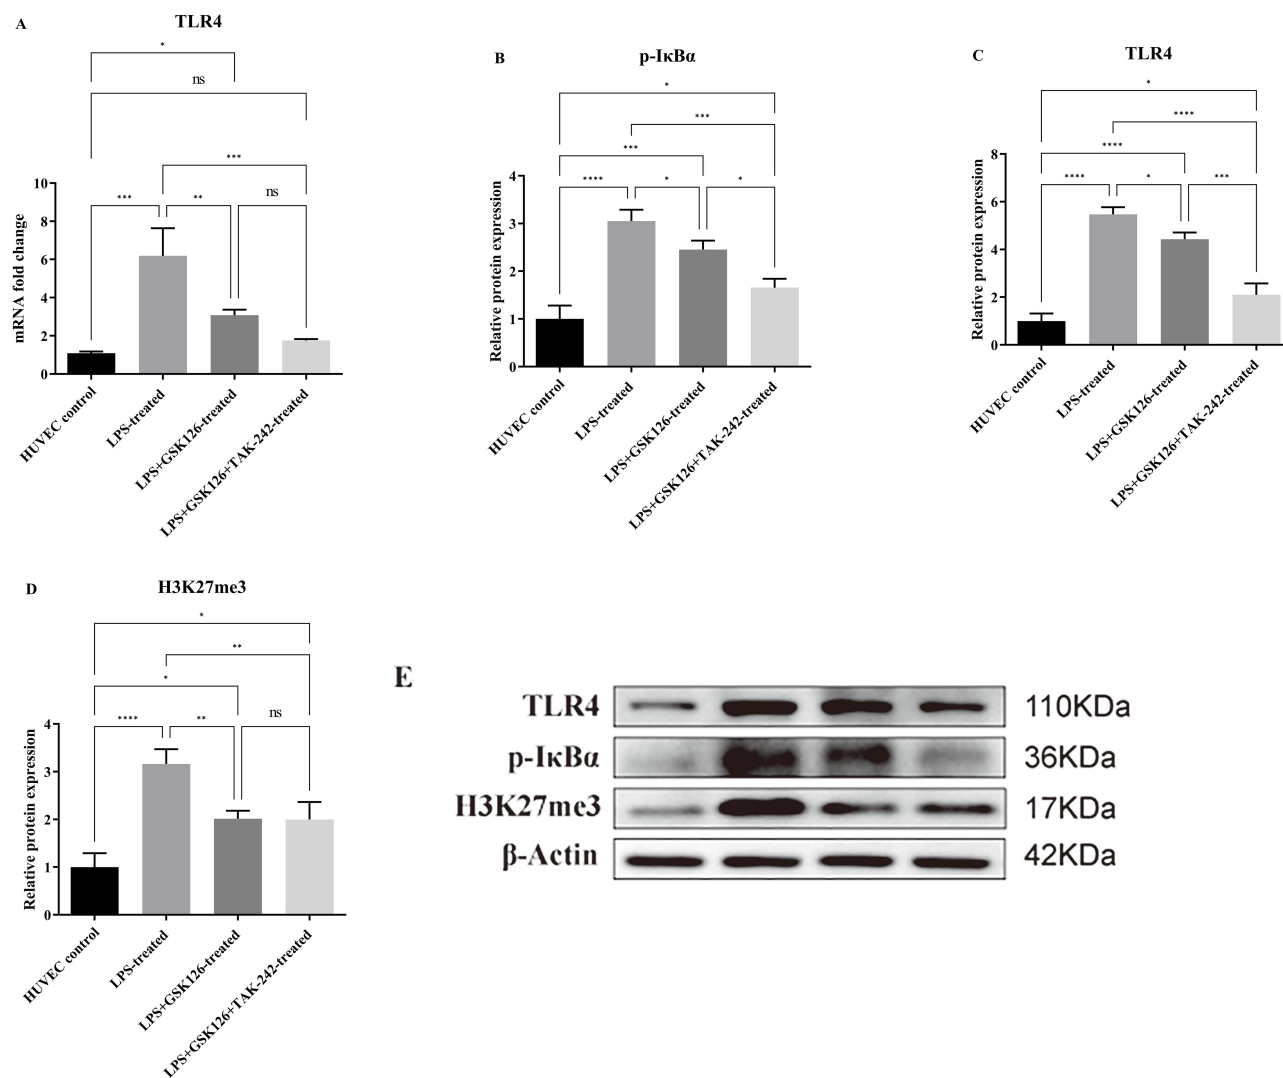 A
TLR4
*
ns
***
*** ** ns
mRNA fold change
10
8
6
4
2
0
HUVEC control
LPS-treated
LPS+GSK126-treated
LPS+GSK126+TAK-242-treated
B
p-IκBα
*
***
***
**** * *
Relative protein expression
4
3
2
1
0
HUVEC control
LPS-treated
LPS+GSK126-treated
LPS+GSK126+TAK-242-treated
C
TLR4
*
****
****
**** * ***
Relative protein expression
8
6
4
2
0
HUVEC control
LPS-treated
LPS+GSK126-treated
LPS+GSK126+TAK-242-treated
D
H3K27me3
*
**
*
**** ** ns
Relative protein expression
4
3
2
1
0
HUVEC control
LPS-treated
LPS+GSK126-treated
LPS+GSK126+TAK-242-treated
E
TLR4 110KDa
p-IκBα 36KDa
H3K27me3 17KDa
β-Actin 42KDa